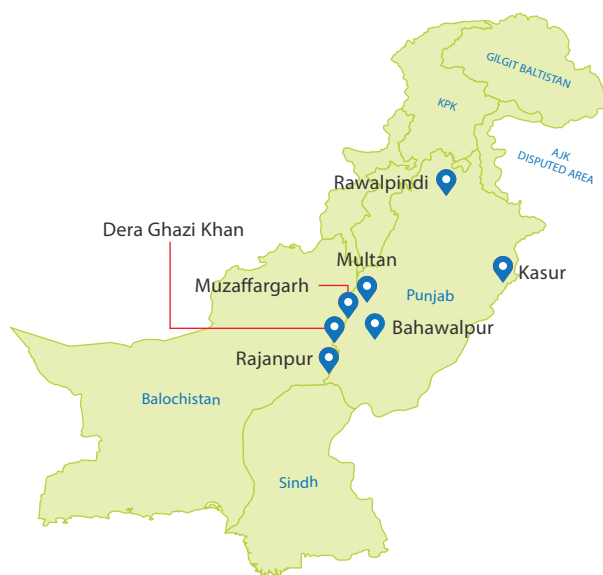 GILGIT BALTISTAN
KPK
AJK
DISPUTED AREA
Rawalpindi
Dera Ghazi Khan
Multan
Kasur
Muzaffargarh
Punjab
Bahawalpur
Rajanpur
Balochistan
Sindh